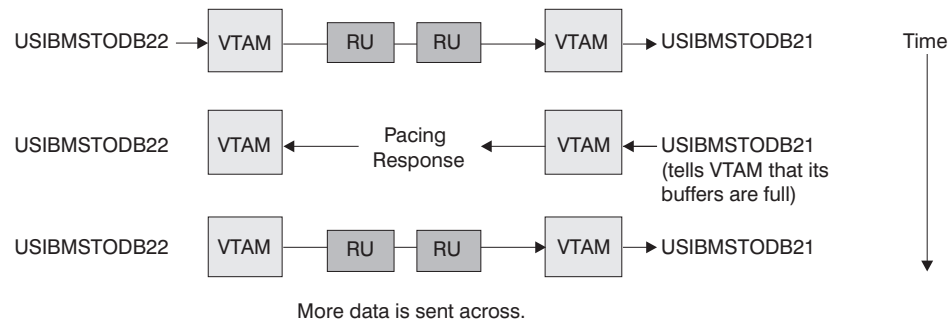 USIBMSTODB22 VTAM RU RU VTAM USIBMSTODB21 Time
USIBMSTODB22 VTAM Pacing Response VTAM USIBMSTODB21
(tells VTAM that its
buffers are full)
USIBMSTODB22 VTAM RU RU VTAM USIBMSTODB21
More data is sent across.